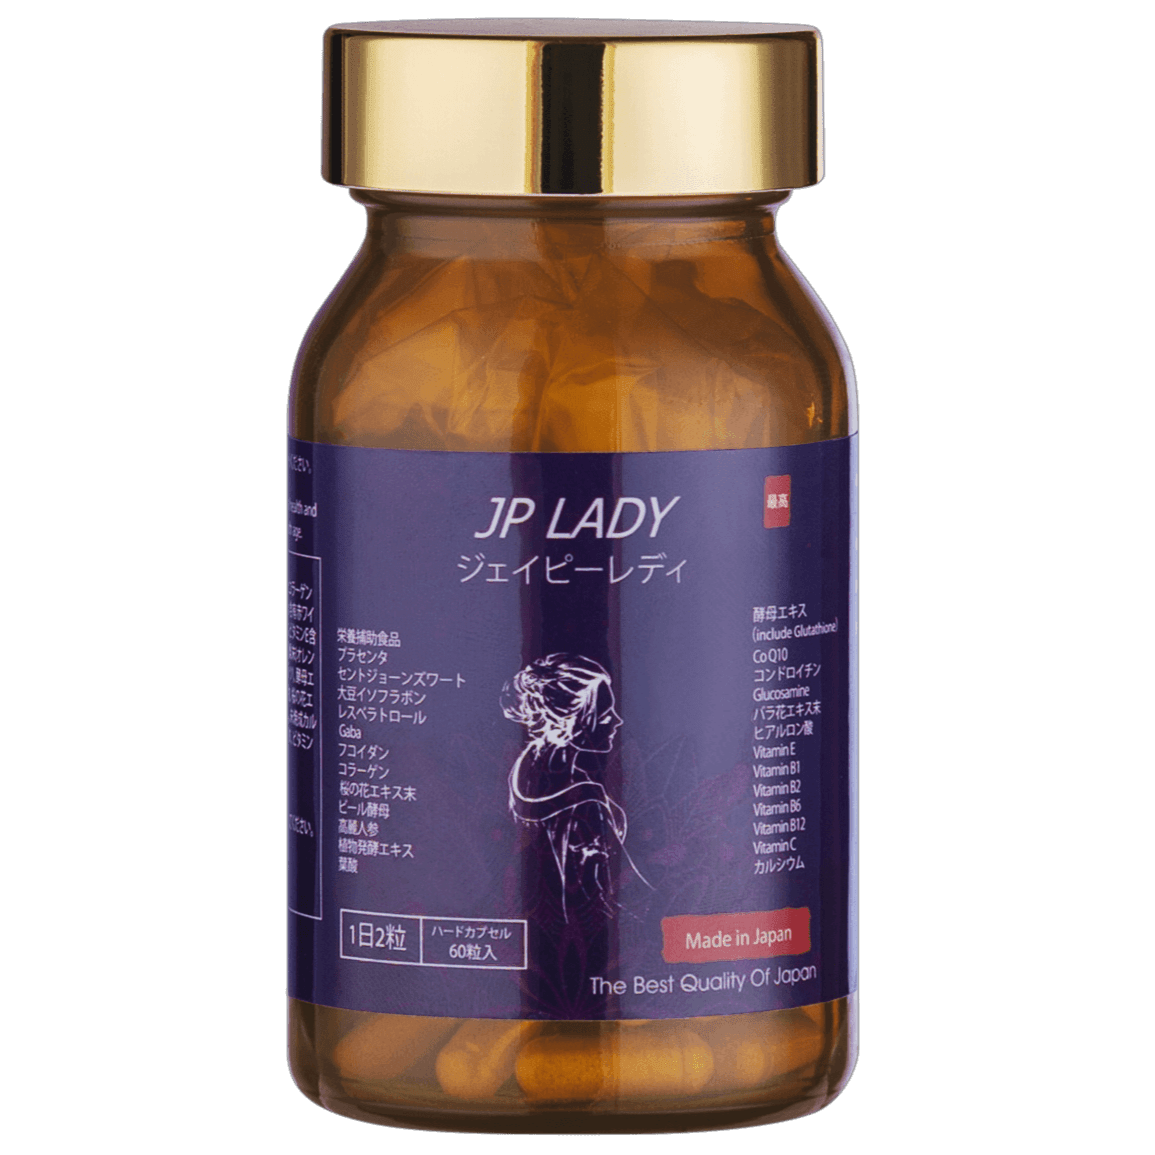 JP LADY
ジェイピーレディ
最高
栄養補助食品
プラセンタ
セントジョーンズワート
大豆イソフラボン
レスベラトロール
Gaba
フコイダン
コラーゲン
桜の花エキス末
ビール酵母
高麗人参
植物発酵エキス
葉酸
酵母エキス
(include Glutathione)
Co Q10
コンドロイチン
Glucosamine
バラ花エキス末
ヒアルロン酸
Vitamin E
Vitamin B1
Vitamin B2
Vitamin B6
Vitamin B12
Vitamin C
カルシウム
1日2粒
ハードカプセル
60粒入
Made in Japan
The Best Quality Of Japan